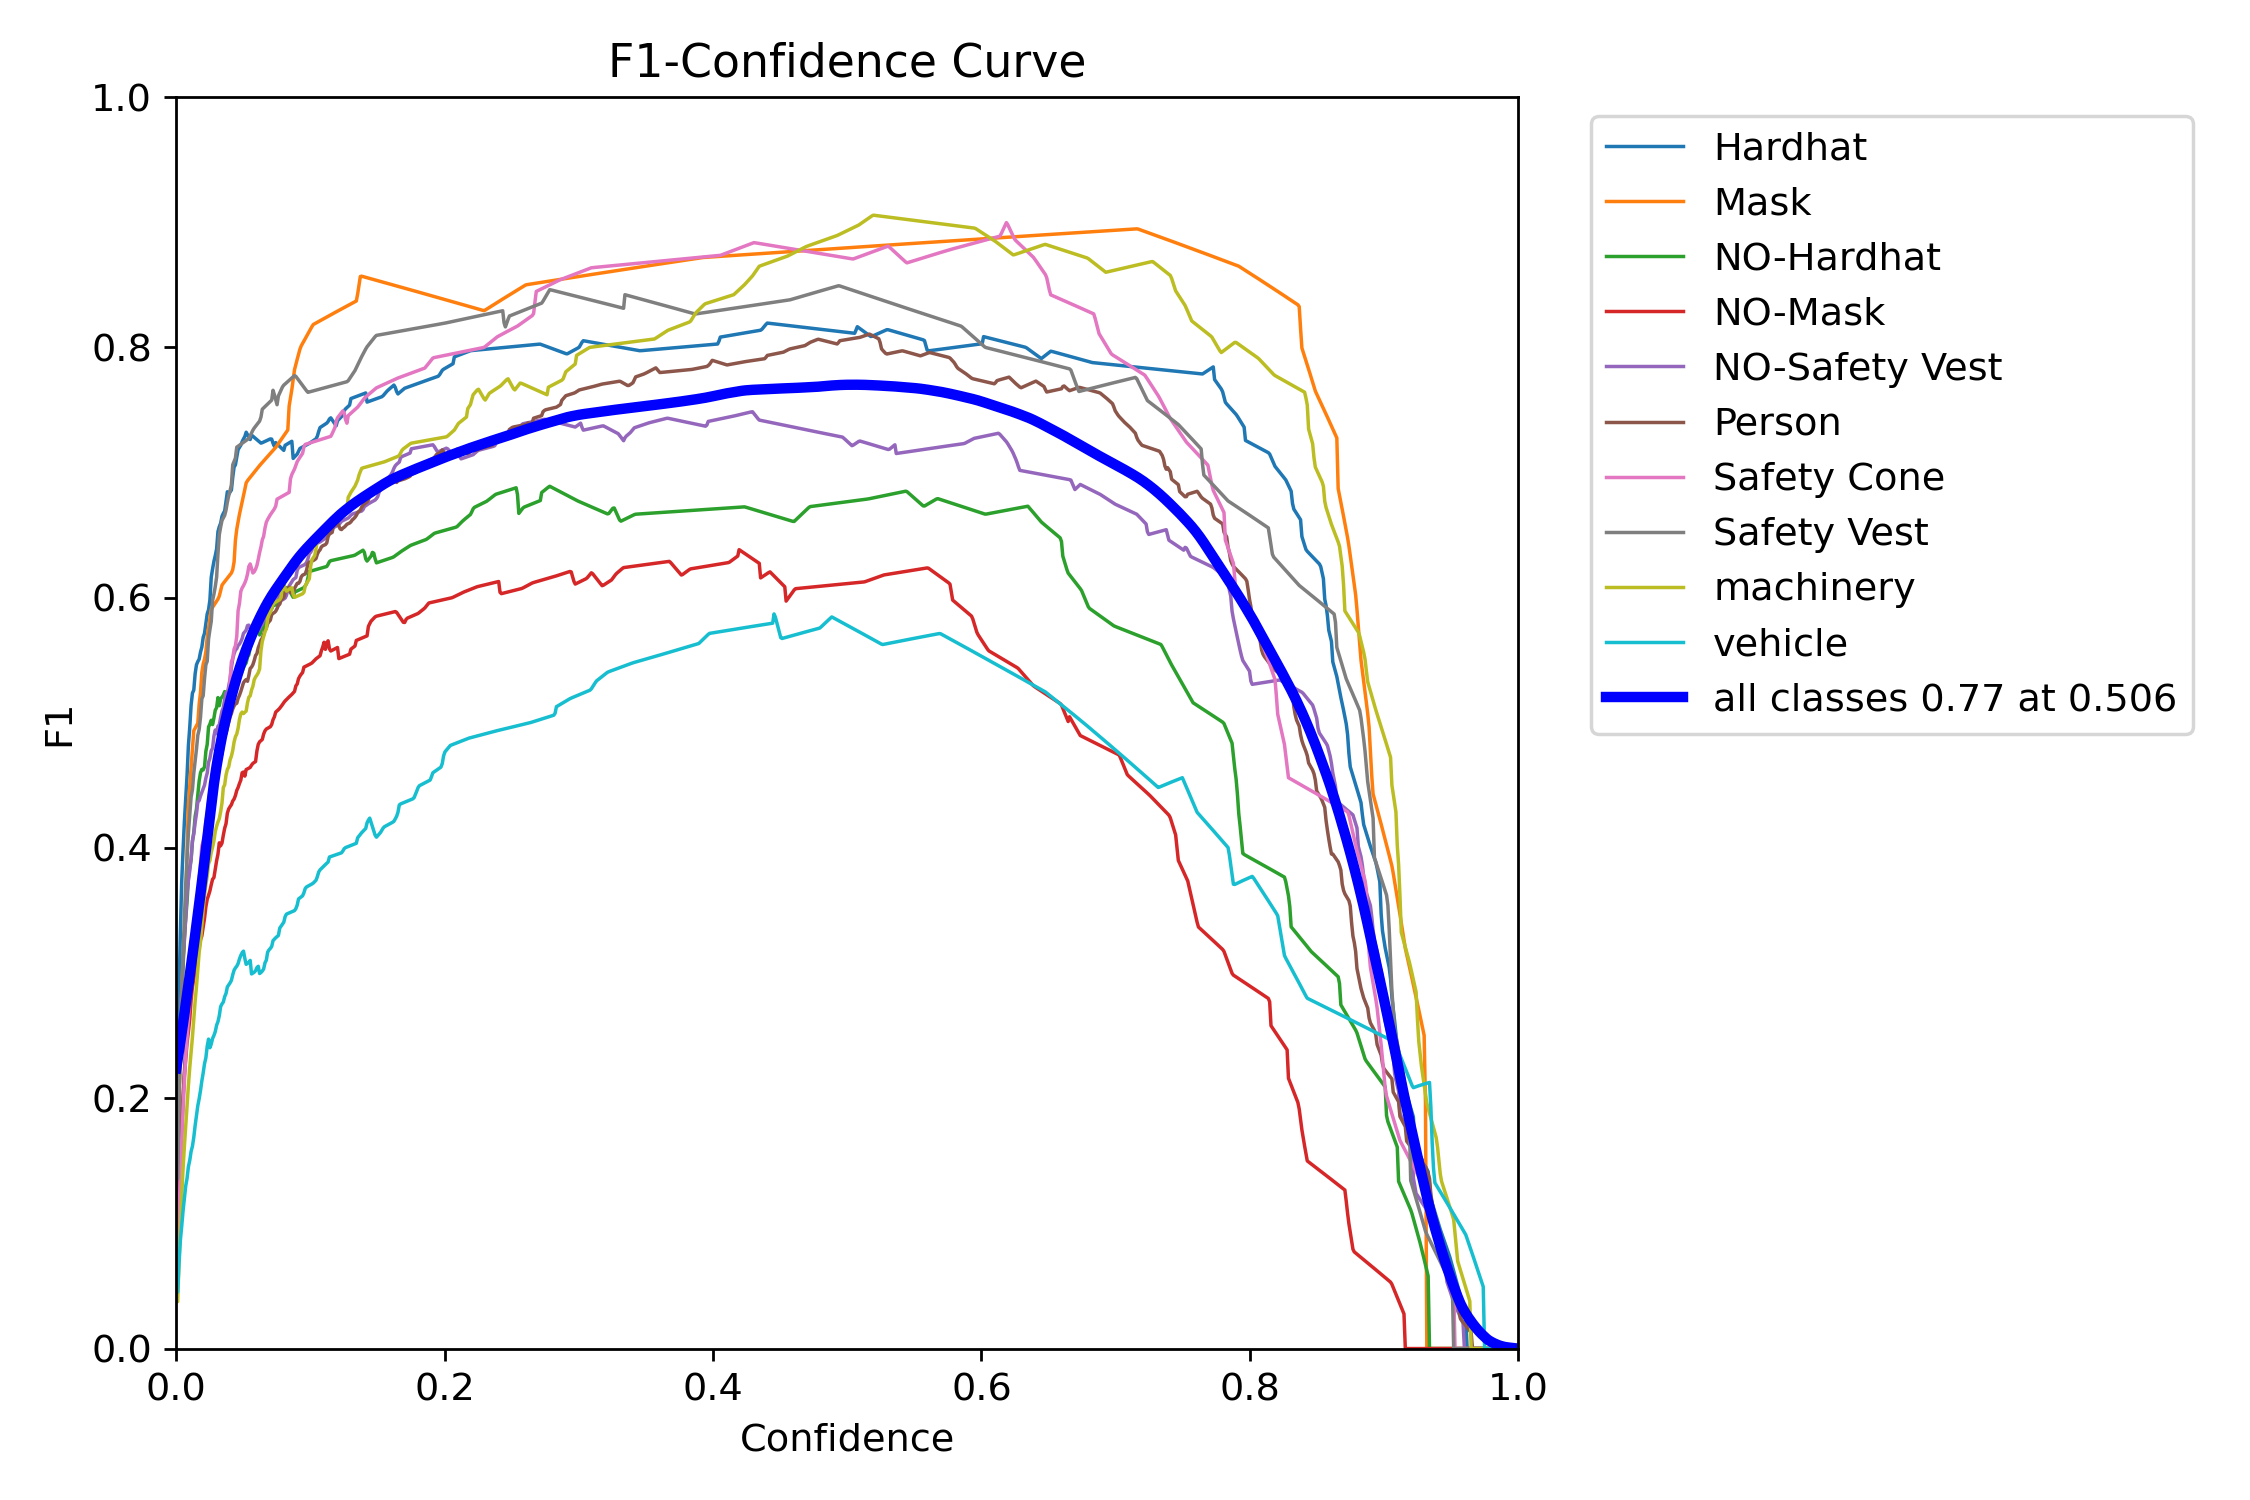 F1-Confidence Curve
1.0
0.8
0.6
0.4
0.2
0.0
F1
0.0 0.2 0.4 0.6 0.8 1.0
Confidence
Hardhat
Mask
NO-Hardhat
NO-Mask
NO-Safety Vest
Person
Safety Cone
Safety Vest
machinery
vehicle
all classes 0.77 at 0.506